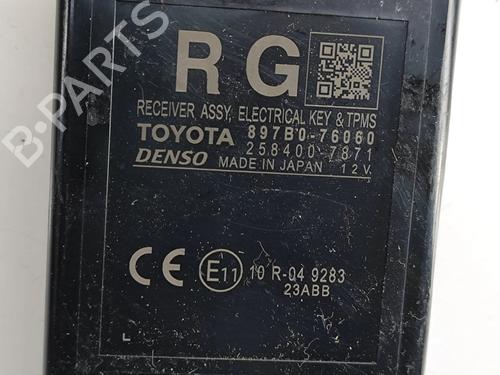 RG
RECEIVER ASSY, ELECTRICAL KEY & TPMS
TOYOTA 897B0-76060
DENSO 258400-7871
MADE IN JAPAN 12V.
CE E11 10 R-04 9283
23ABB
L
B-PARTS